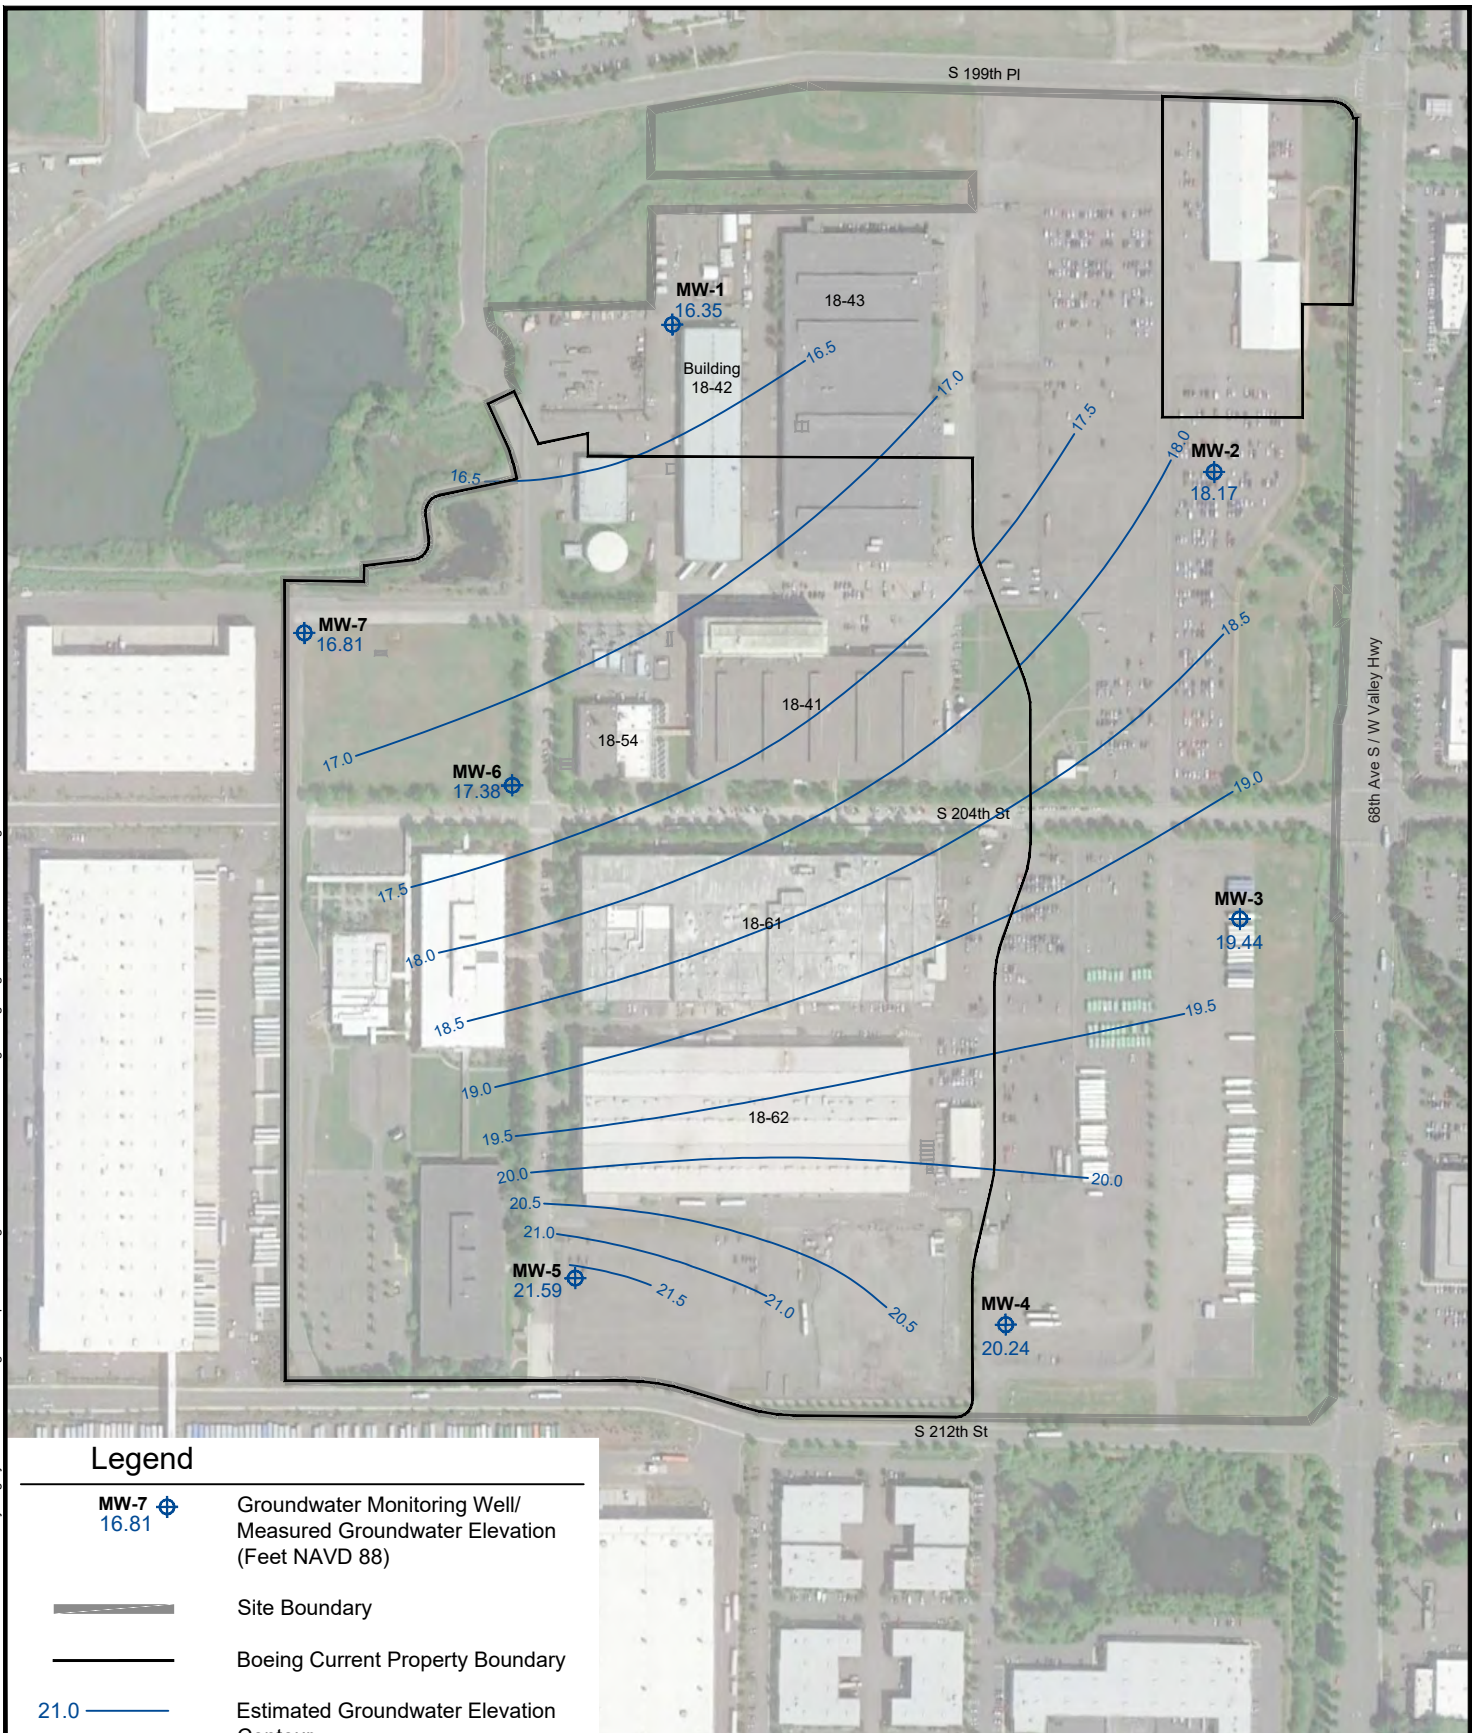 S 199th Pl
MW-1
16.35
18-43
Building
18-42
16.5
17.0
17.5
18.0
MW-2
18.17
16.5
MW-7
16.81
18.5
68th Ave S / W Valley Hwy
18-41
18-54
17.0
MW-6
17.38
19.0
S 204th St
17.5
MW-3
19.44
18-61
18.0
18.5
19.5
19.0
18-62
19.5
20.0
20.0
20.5
21.0
MW-5
21.59
21.5
21.0
20.5
MW-4
20.24
S 212th St
Legend
MW-7
16.81
Groundwater Monitoring Well/
Measured Groundwater Elevation
(Feet NAVD 88)
Site Boundary
Boeing Current Property Boundary
21.0
Estimated Groundwater Elevation